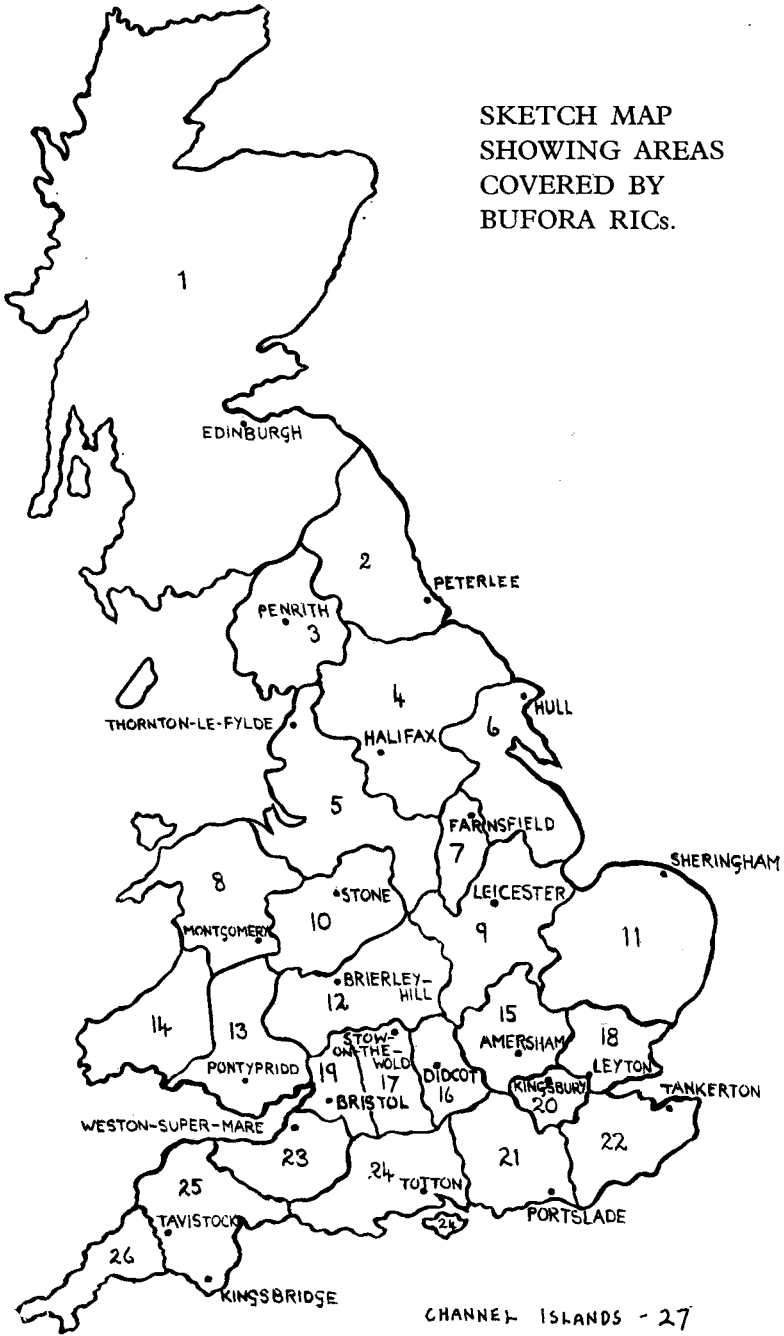 SKETCH MAP
SHOWING AREAS
COVERED BY
BUFORA RICs.
1
EDINBURGH
2
PETERLEE
PENRITH
3
4
HULL
THORNTON-LE-FYLDE
6
HALIFAX
5
FARNSFIELD
7
SHERINGHAM
8
STONE
LEICESTER
10
9
11
MONTGOMERY
BRIERLEY-
HILL
12
14
13
15
18
STOW-
ON-THE-
WOLD
AMERSHAM
PONTYPRIDD
19
17
DIDCOT
16
LEYTON
KINGSBURY
20
TANKERTON
BRISTOL
WESTON-SUPER-MARE
23
24
21
22
25
TOTTON
PORTSLADE
TAVISTOCK
24
26
KINGSBRIDGE
CHANNEL ISLANDS - 27